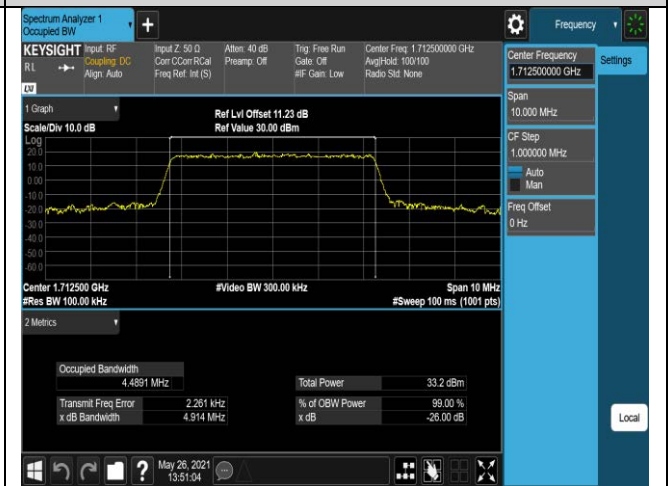 Spectrum Analyzer 1
Occupied BW
Frequency
KEYSIGHT
RL
Input: RF
Coupling: DC
Align: Auto
Input Z: 50 Ω
Corr CCorr RCal
Freq Ref: Int (S)
Atten: 40 dB
Preamp: Off
Trig: Free Run
Gate: Off
#IF Gain: Low
Center Freq: 1.712500000 GHz
Avg|Hold: 100/100
Radio Std: None
LXI
Center Frequency
1.712500000 GHz
Settings
Span
10.000 MHz
CF Step
1.000000 MHz
Auto
Man
Freq Offset
0 Hz
Local
1 Graph
Scale/Div 10.0 dB
Ref Lvl Offset 11.23 dB
Ref Value 30.00 dBm
Log
20.0
10.0
0.00
-10.0
-20.0
-30.0
-40.0
-50.0
-60.0
Center 1.712500 GHz
#Video BW 300.00 kHz
Span 10 MHz
#Res BW 100.00 kHz
#Sweep 100 ms (1001 pts)
2 Metrics
Occupied Bandwidth
4.4891 MHz
Total Power 33.2 dBm
Transmit Freq Error 2.261 kHz
% of OBW Power 99.00 %
x dB Bandwidth 4.914 MHz
x dB -26.00 dB
May 26, 2021
13:51:04